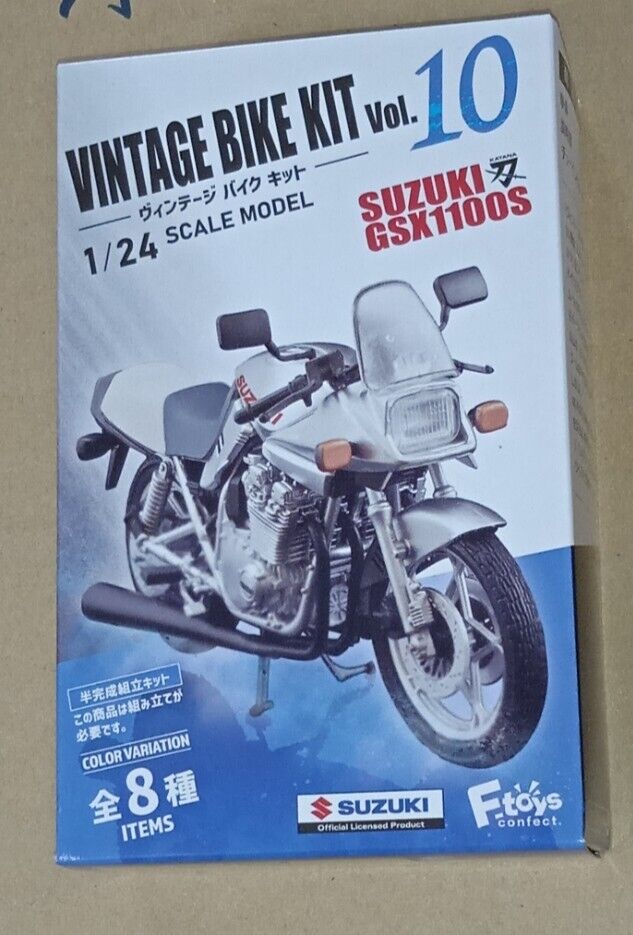 VINTAGE BIKE KIT Vol. 10
ヴィンテージ バイク キット
1/24 SCALE MODEL
KATANA
SUZUKI 刀
GSX1100S
SUZUKI
半完成組立キット
この商品は組み立てが
必要です。
COLOR VARIATION
全8種
ITEMS
SUZUKI
Official Licensed Product
F-toys
confect.